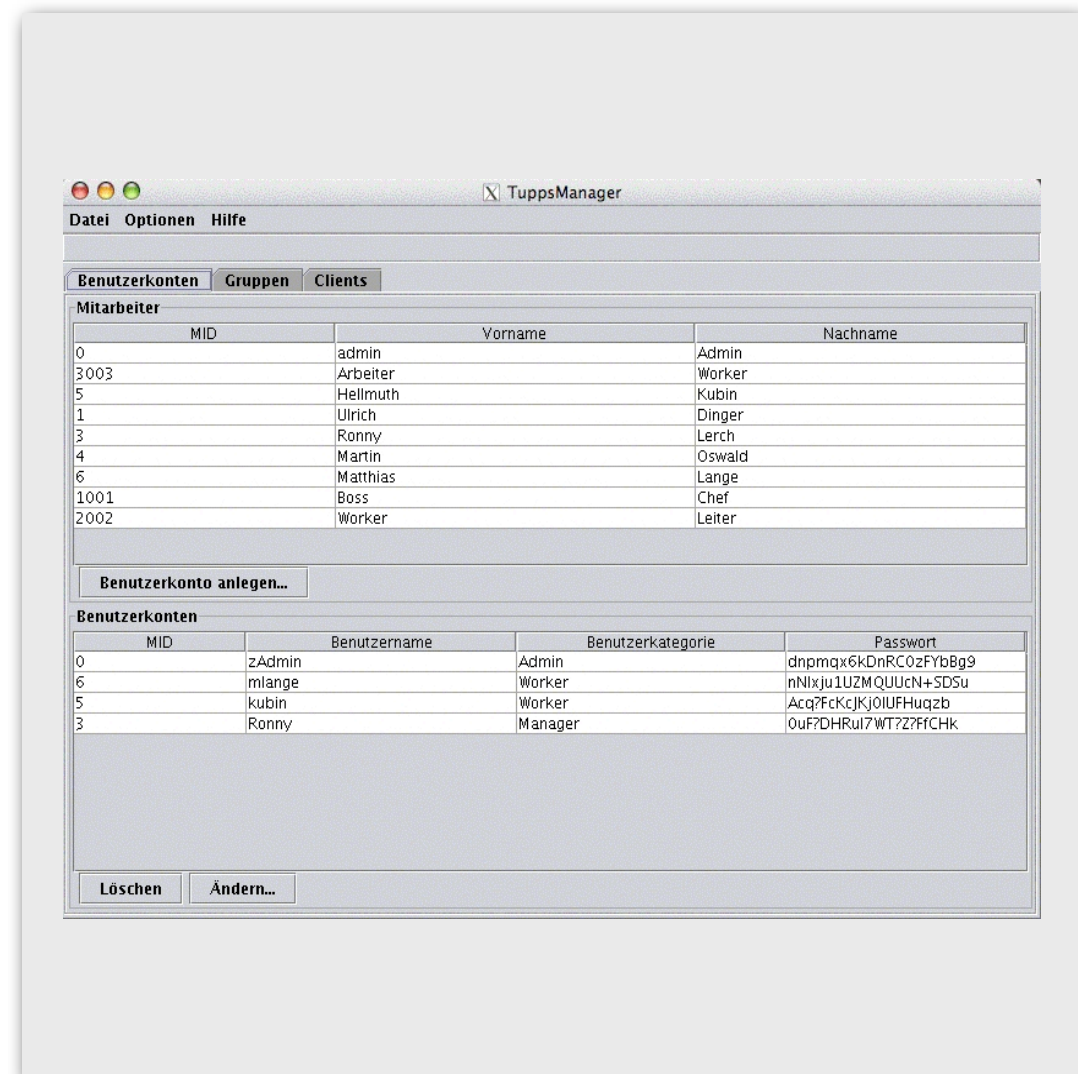 TuppsManager
Datei Optionen Hilfe
Benutzerkonten Gruppen Clients
Mitarbeiter
MID Vorname Nachname
0 admin Admin
3003 Arbeiter Worker
5 Hellmuth Kubin
1 Ulrich Dinger
3 Ronny Lerch
4 Martin Oswald
6 Matthias Lange
1001 Boss Chef
2002 Worker Leiter
Benutzerkonto anlegen...
Benutzerkonten
MID Benutzername Benutzerkategorie Passwort
0 zAdmin Admin
6 mlange Worker
5 kubin Worker
3 Ronny Manager
Löschen Ändern...